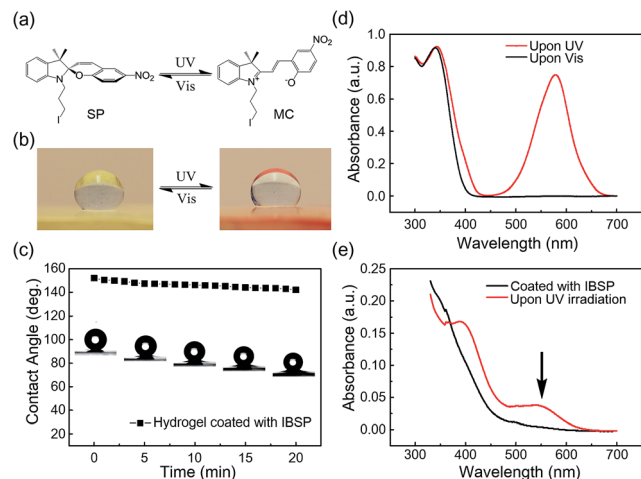 (a)
UV
Vis
NO2
O
N
I
SP
NO2
-O
N+
I
MC
(b)
UV
Vis
(c)
Contact Angle (deg.)
160
140
120
100
80
60
40
20
0
5
10
15
20
Time (min)
Hydrogel coated with IBSP
(d)
Absorbance (a.u.)
1.0
0.8
0.6
0.4
0.2
0.0
Upon UV
Upon Vis
300
400
500
600
700
Wavelength (nm)
(e)
Absorbance (a.u.)
0.25
0.20
0.15
0.10
0.05
0.00
Coated with IBSP
Upon UV irradiation
300
400
500
600
700
Wavelength (nm)